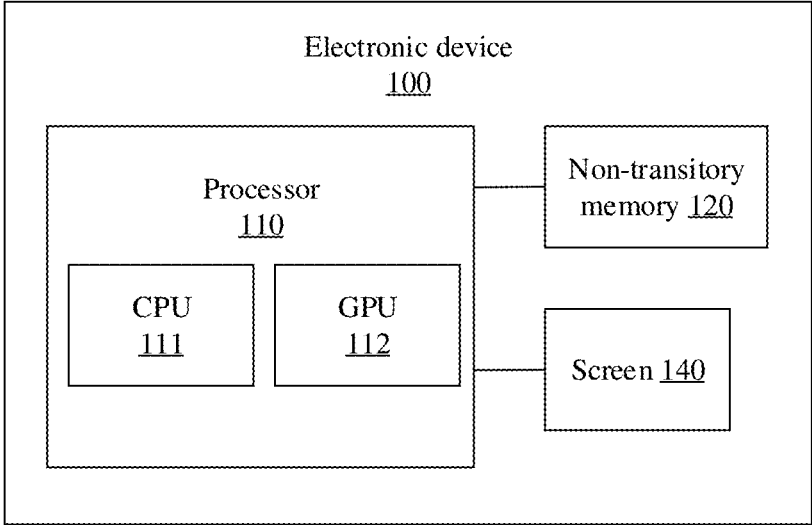 Electronic device
100
Processor
110
CPU
111
GPU
112
Non-transitory
memory 120
Screen 140